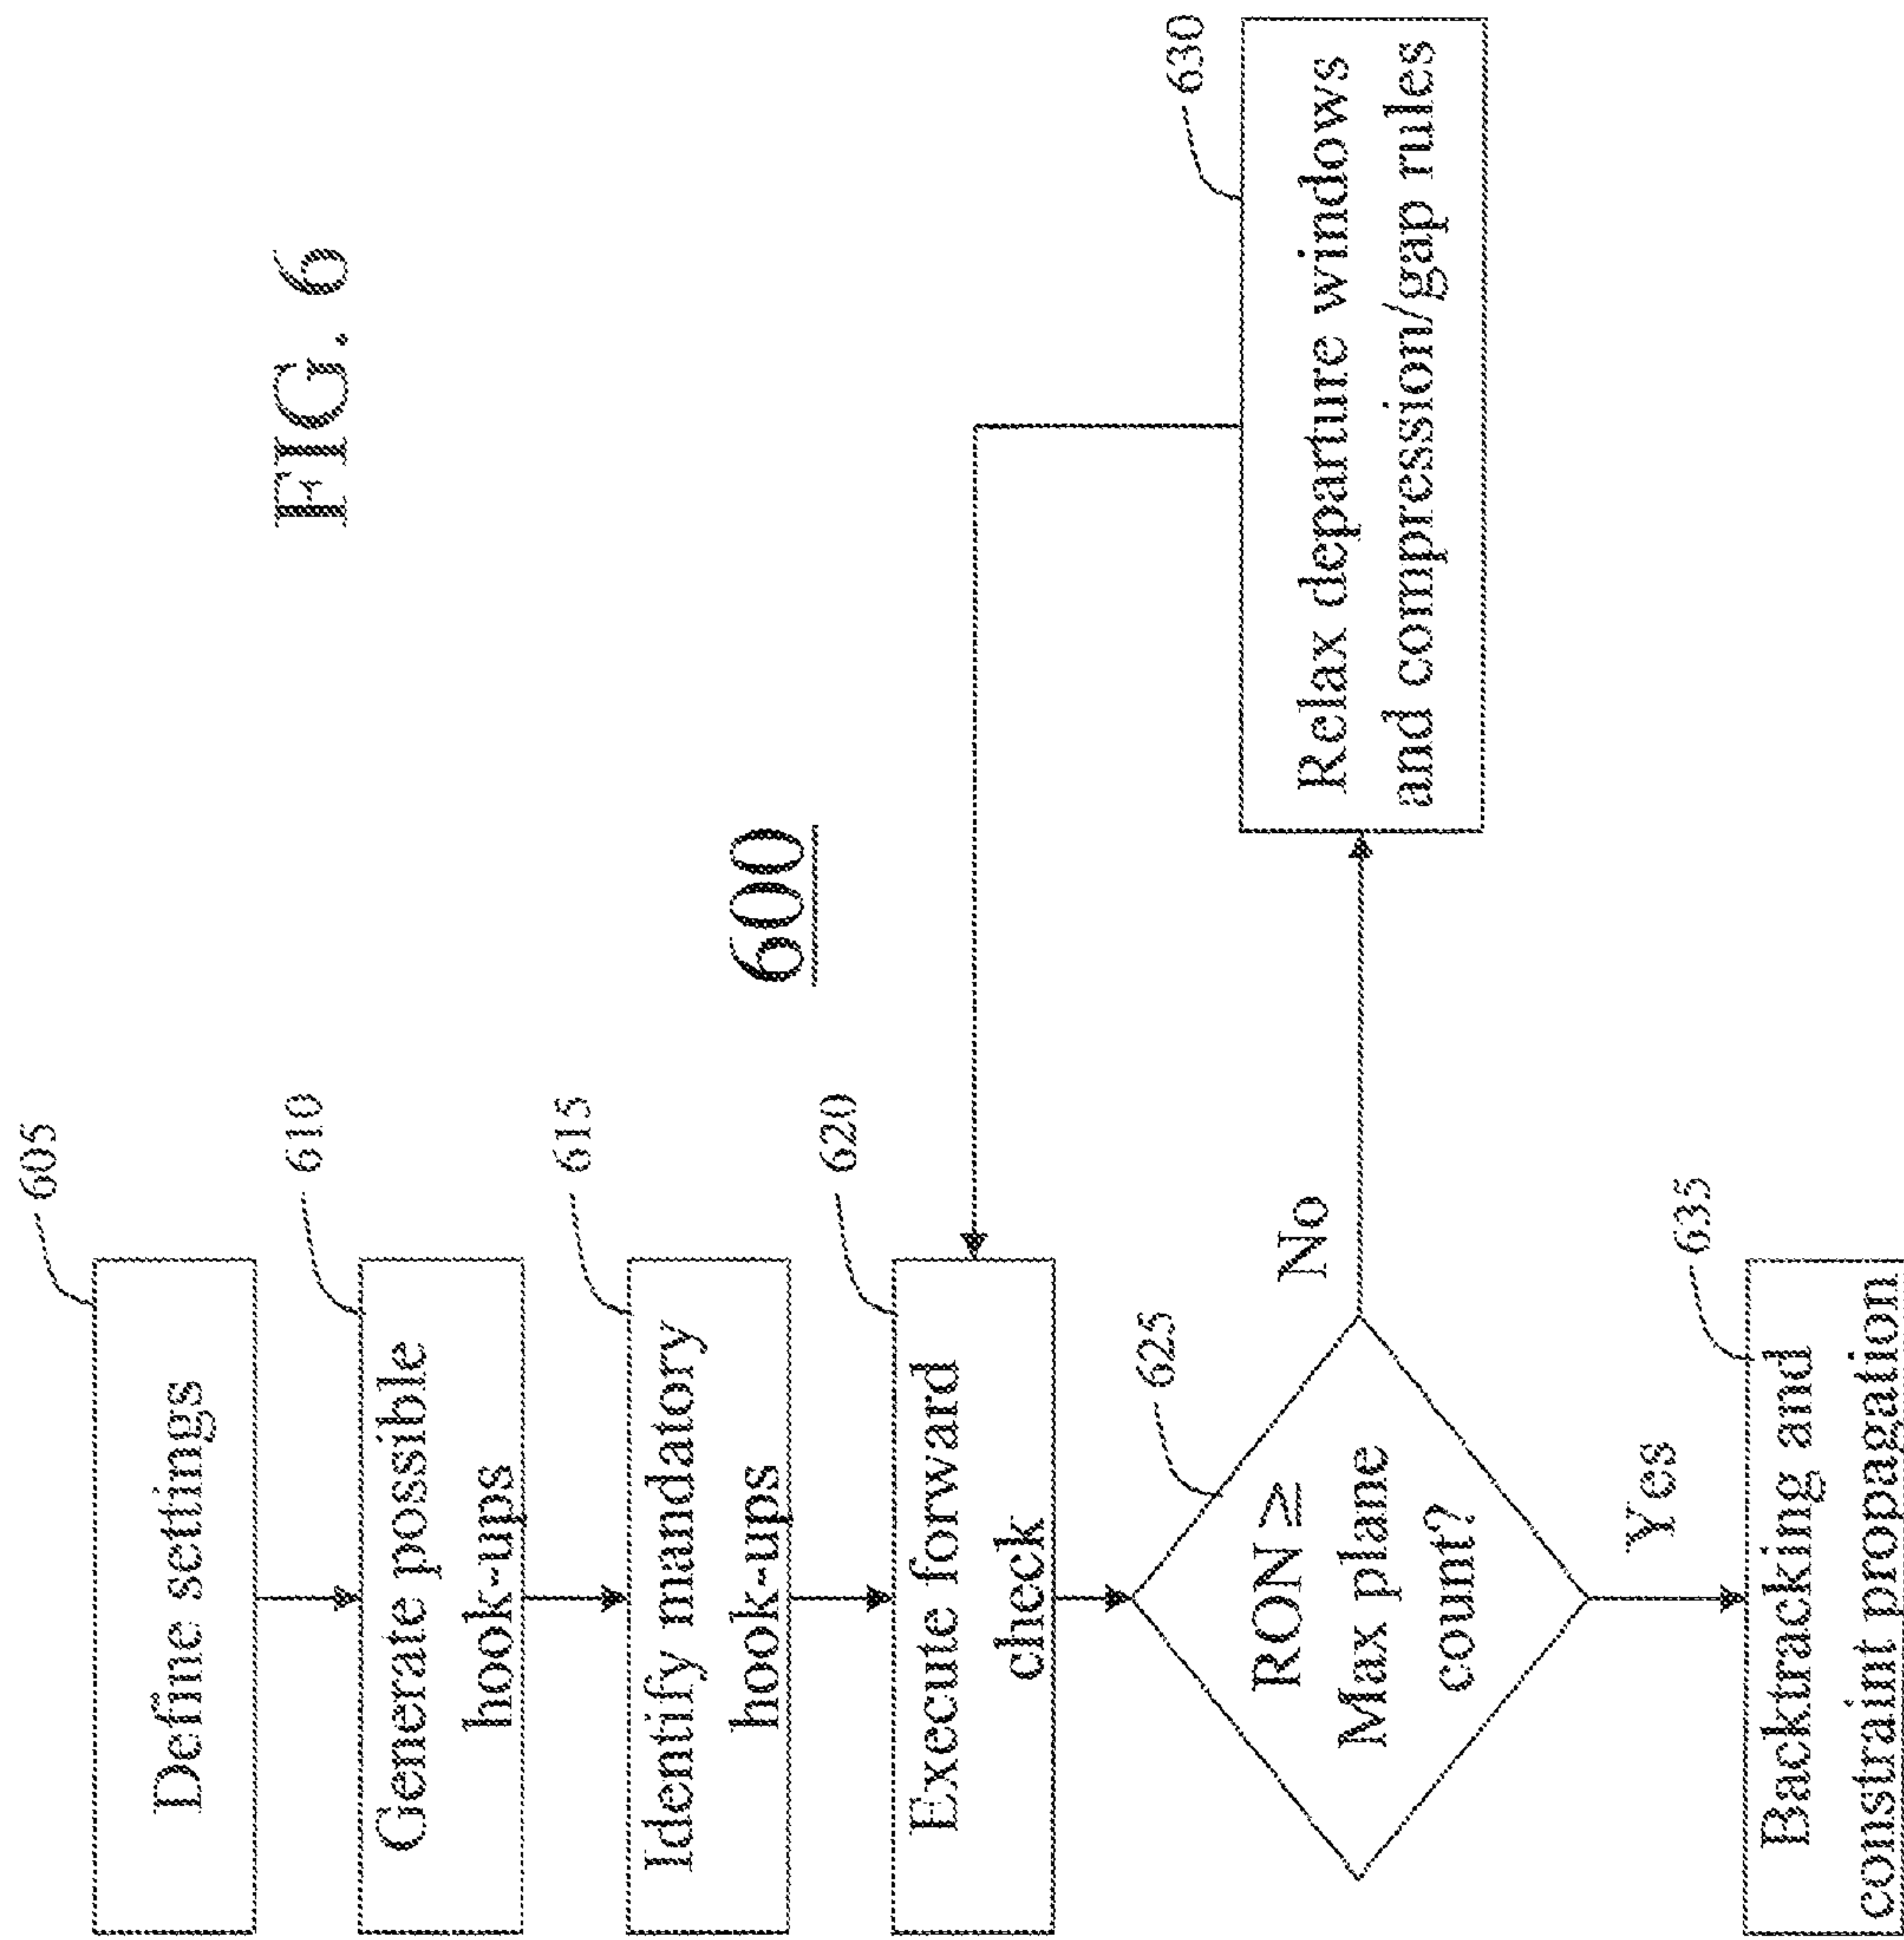 FIG. 6
600
605
Define settings
610
Generate possible
hook-ups
615
Identify mandatory
hook-ups
620
Execute forward
check
625
RON ≥
Max plane
count?
No
630
Relax departure windows
and compression/gap rules
Yes
635
Backtracking and
constraint propagation